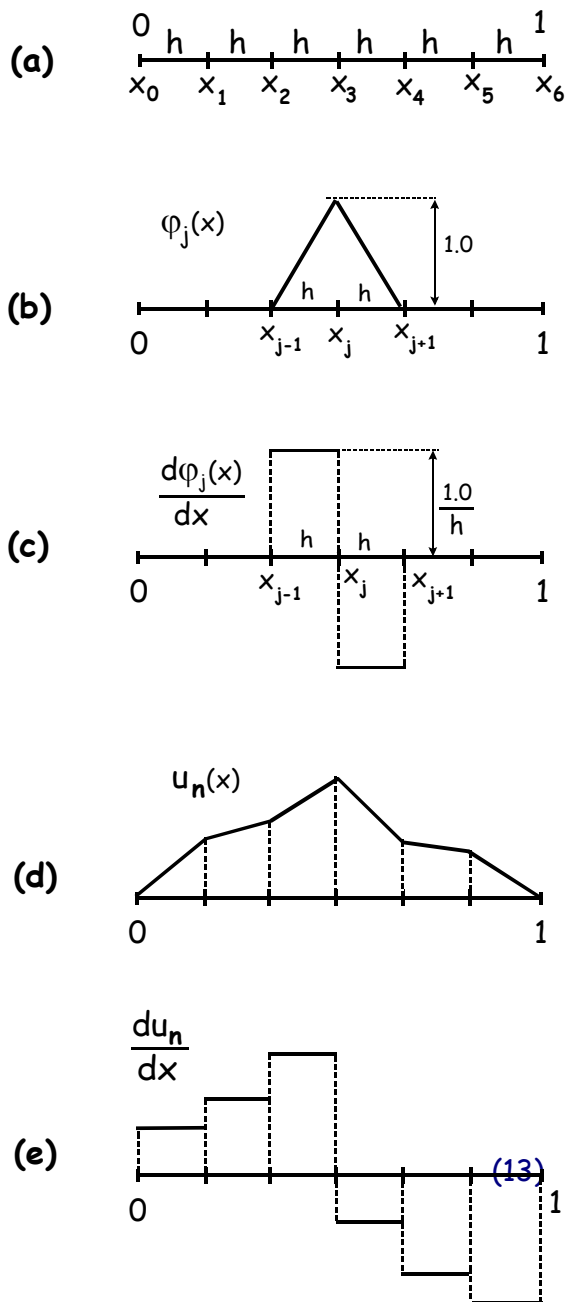 0 1
h h h h h h
(a)
x0 x1 x2 x3 x4 x5 x6
φj(x)
1.0
h h
(b)
0 xj-1 xj xj+1 1
dφj(x)
dx
1.0
h
h h
(c)
0 xj-1 xj xj+1 1
un(x)
(d)
0 1
dun
dx
(e)
(13)
0 1